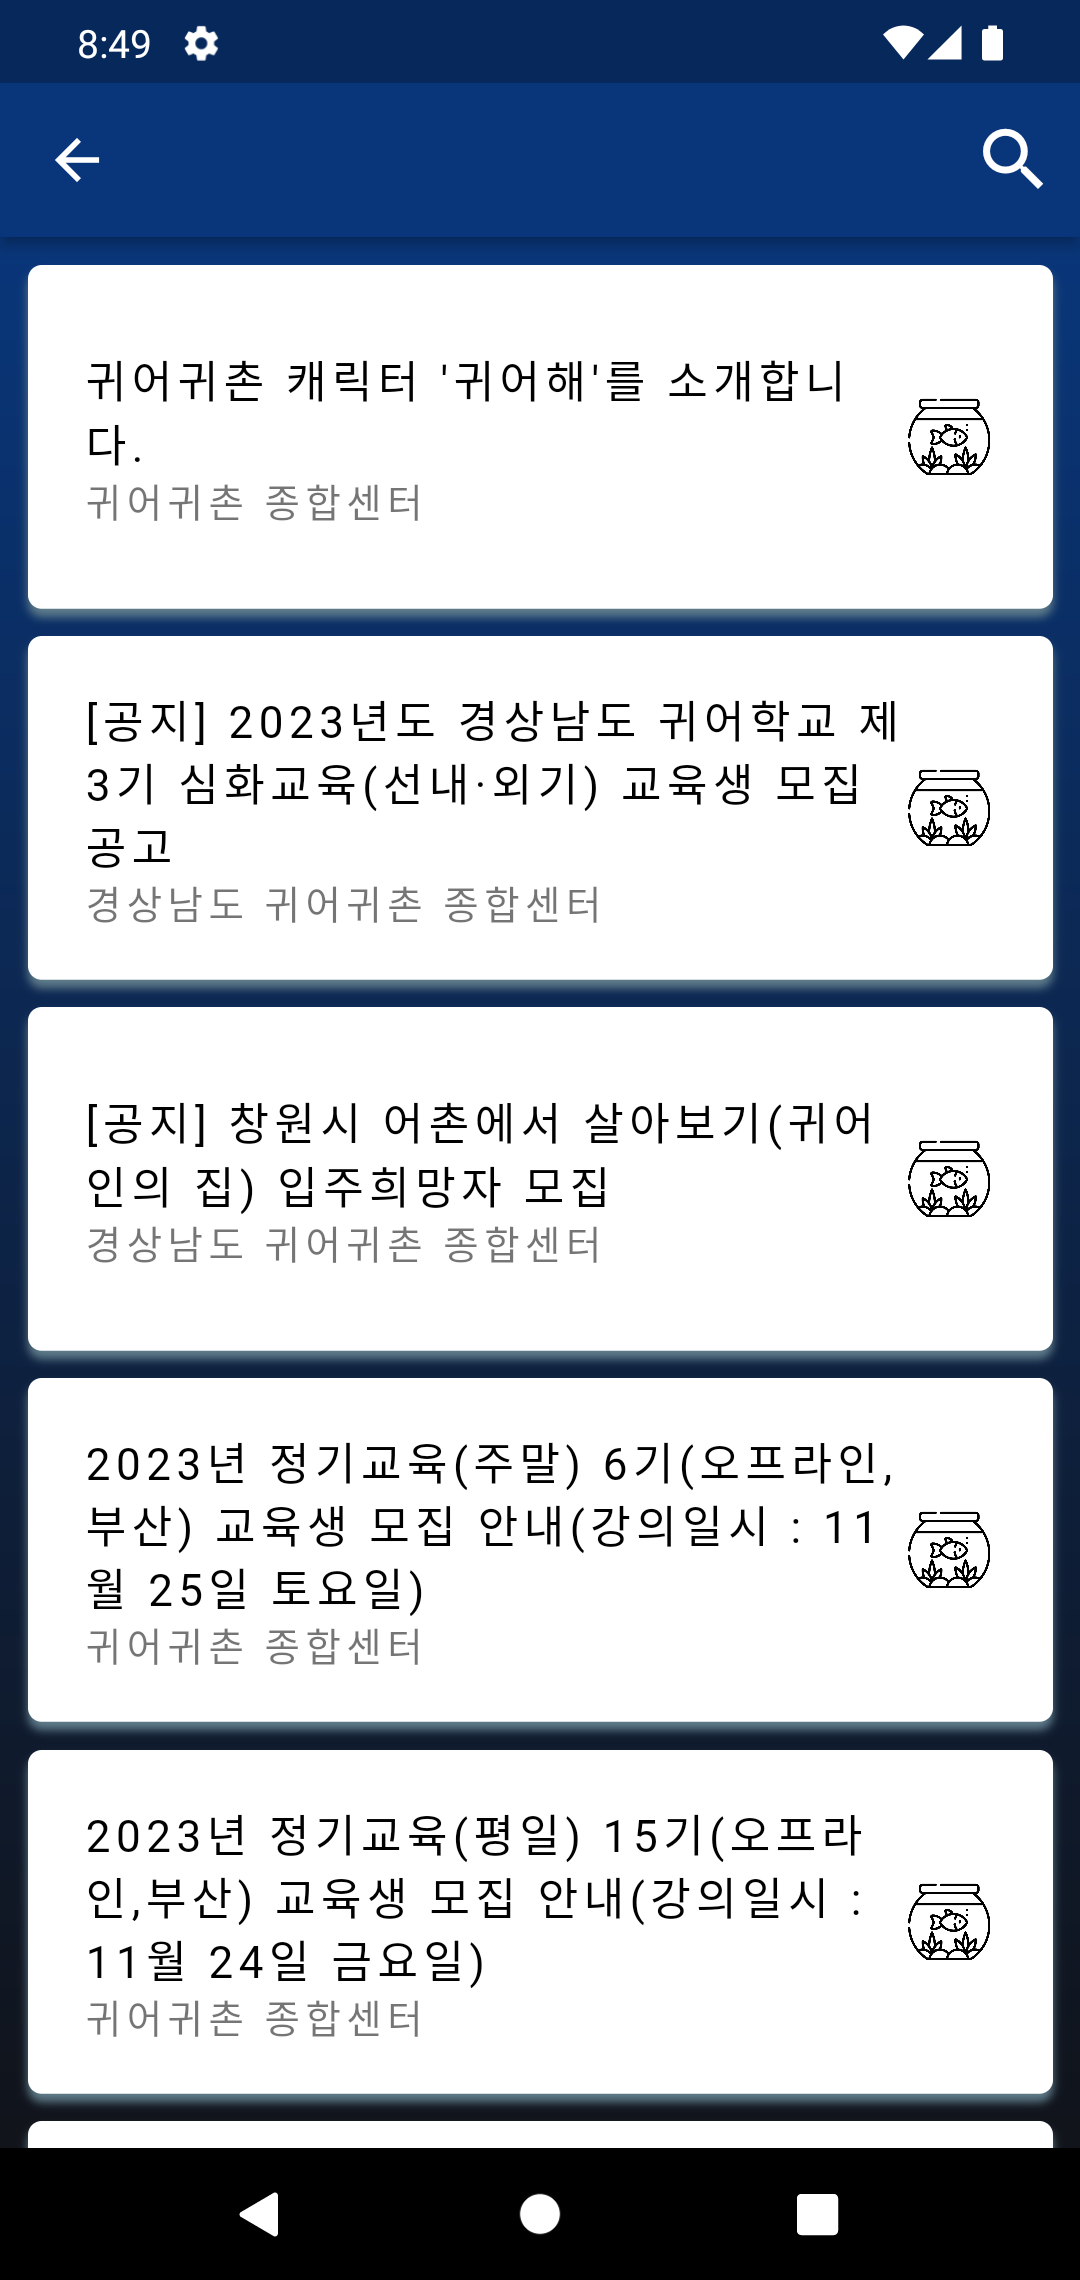 8:49
귀어귀촌 캐릭터 '귀어해'를 소개합니
다.
귀어귀촌 종합센터
[공지] 2023년도 경상남도 귀어학교 제
3기 심화교육(선내·외기) 교육생 모집
공고
경상남도 귀어귀촌 종합센터
[공지] 창원시 어촌에서 살아보기(귀어
인의 집) 입주희망자 모집
경상남도 귀어귀촌 종합센터
2023년 정기교육(주말) 6기(오프라인,
부산) 교육생 모집 안내(강의일시 : 11
월 25일 토요일)
귀어귀촌 종합센터
2023년 정기교육(평일) 15기(오프라
인,부산) 교육생 모집 안내(강의일시 :
11월 24일 금요일)
귀어귀촌 종합센터